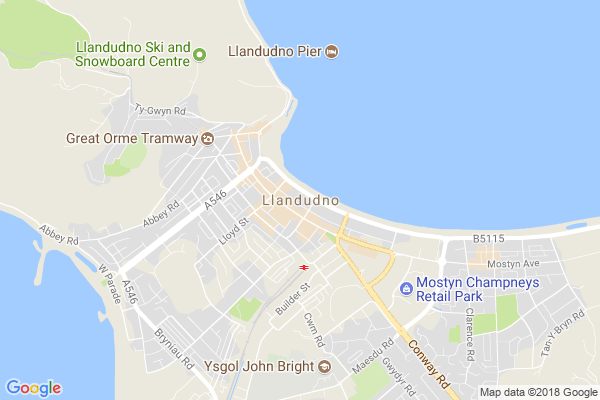 Llandudno Ski and
Snowboard Centre
Llandudno Pier
Ty Gwyn Rd
Great Orme Tramway
A546
Llandudno
Abbey Rd
Lloyd St
Abbey Rd
B5115
W Parade
A546
Mostyn Ave
Mostyn Champneys
Retail Park
Builder St
Clarence Rd
Tan-Y-Bryn Rd
Cwm Rd
Bryniau Rd
Maesdu Rd
Conway Rd
Ysgol John Bright
Gwydyr Rd
Google
Map data ©2018 Google